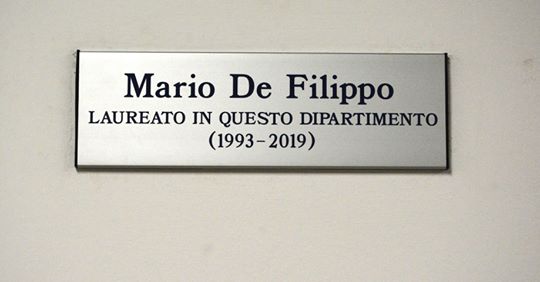 Mario De Filippo
LAUREATO IN QUESTO DIPARTIMENTO
(1993-2019)